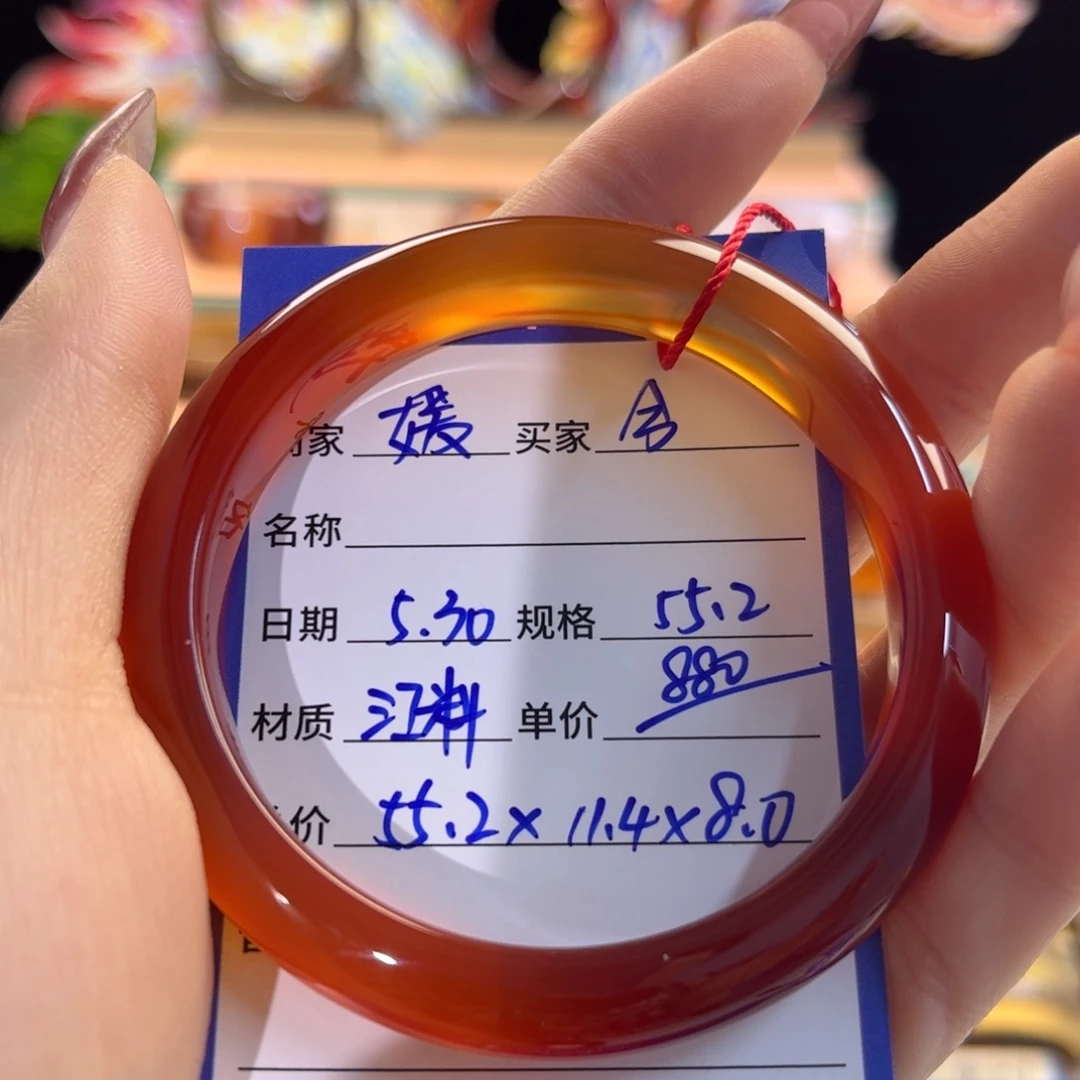 家 媛 买家
名称
日期 5.30 规格 55.2
材质 江料 单价 880
价 55.2×11.4×8.0